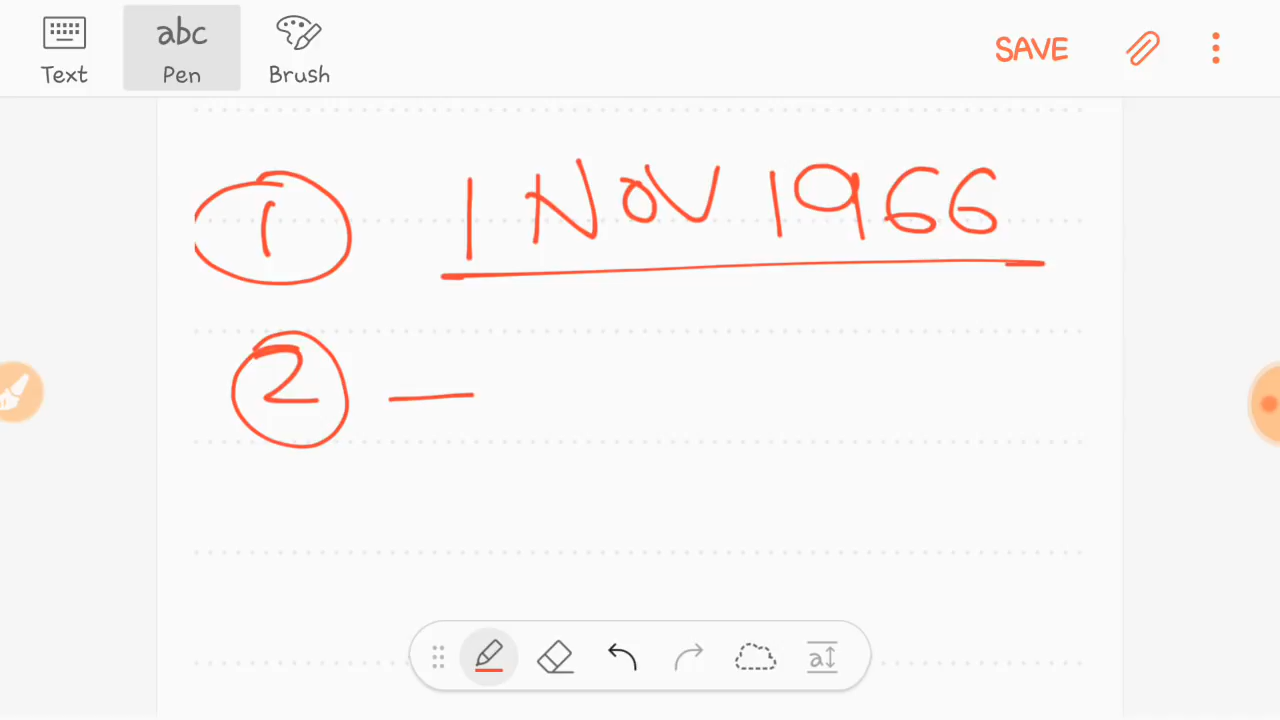 abc SAVE
Text Pen Brush
1 1 NOV 1966
2 —
a